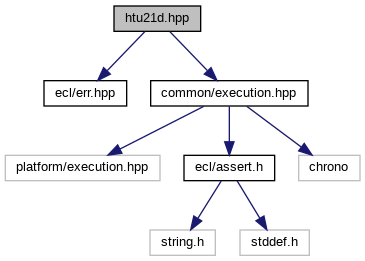 htu21d.hpp
ecl/err.hpp
common/execution.hpp
platform/execution.hpp
ecl/assert.h
chrono
string.h
stddef.h